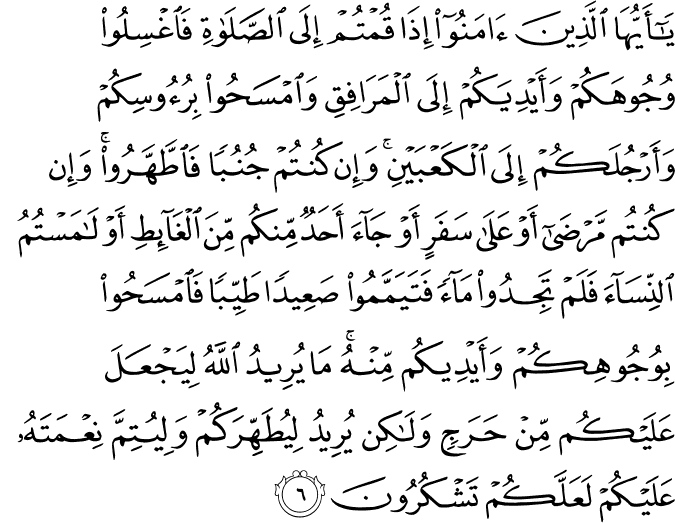 يَـٰٓأَيُّهَا ٱلَّذِينَ ءَامَنُوٓا۟ إِذَا قُمْتُمْ إِلَى ٱلصَّلَوٰةِ فَٱغْسِلُوا۟
وُجُوهَكُمْ وَأَيْدِيَكُمْ إِلَى ٱلْمَرَافِقِ وَٱمْسَحُوا۟ بِرُءُوسِكُمْ
وَأَرْجُلَكُمْ إِلَى ٱلْكَعْبَيْنِ ۚ وَإِن كُنتُمْ جُنُبًا فَٱطَّهَّرُوا۟ ۚ وَإِن
كُنتُم مَّرْضَىٰٓ أَوْ عَلَىٰ سَفَرٍ أَوْ جَآءَ أَحَدٌ مِّنكُم مِّنَ ٱلْغَآئِطِ أَوْ لَـٰمَسْتُمُ
ٱلنِّسَآءَ فَلَمْ تَجِدُوا۟ مَآءً فَتَيَمَّمُوا۟ صَعِيدًا طَيِّبًا فَٱمْسَحُوا۟
بِوُجُوهِكُمْ وَأَيْدِيكُم مِّنْهُ ۚ مَا يُرِيدُ ٱللَّهُ لِيَجْعَلَ
عَلَيْكُم مِّنْ حَرَجٍ وَلَـٰكِن يُرِيدُ لِيُطَهِّرَكُمْ وَلِيُتِمَّ نِعْمَتَهُۥ
عَلَيْكُمْ لَعَلَّكُمْ تَشْكُرُونَ ٦